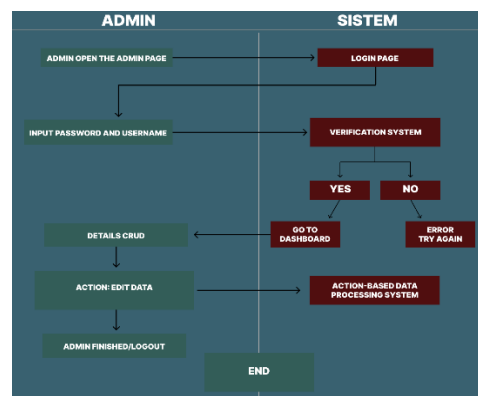 ADMIN
SISTEM
ADMIN OPEN THE ADMIN PAGE
LOGIN PAGE
INPUT PASSWORD AND USERNAME
VERIFICATION SYSTEM
YES
NO
DETAILS CRUD
GO TO
DASHBOARD
ERROR
TRY AGAIN
ACTION: EDIT DATA
ACTION-BASED DATA
PROCESSING SYSTEM
ADMIN FINISHED/LOGOUT
END